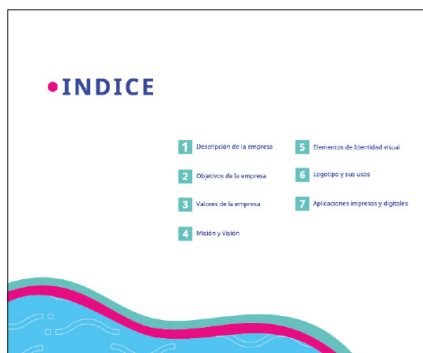 INDICE
1 Descripción de la empresa
2 Objetivos de la empresa
3 Valores de la empresa
4 Misión y Visión
5 Elementos de Identidad visual
6 Logotipo y sus usos
7 Aplicaciones impresas y digitales